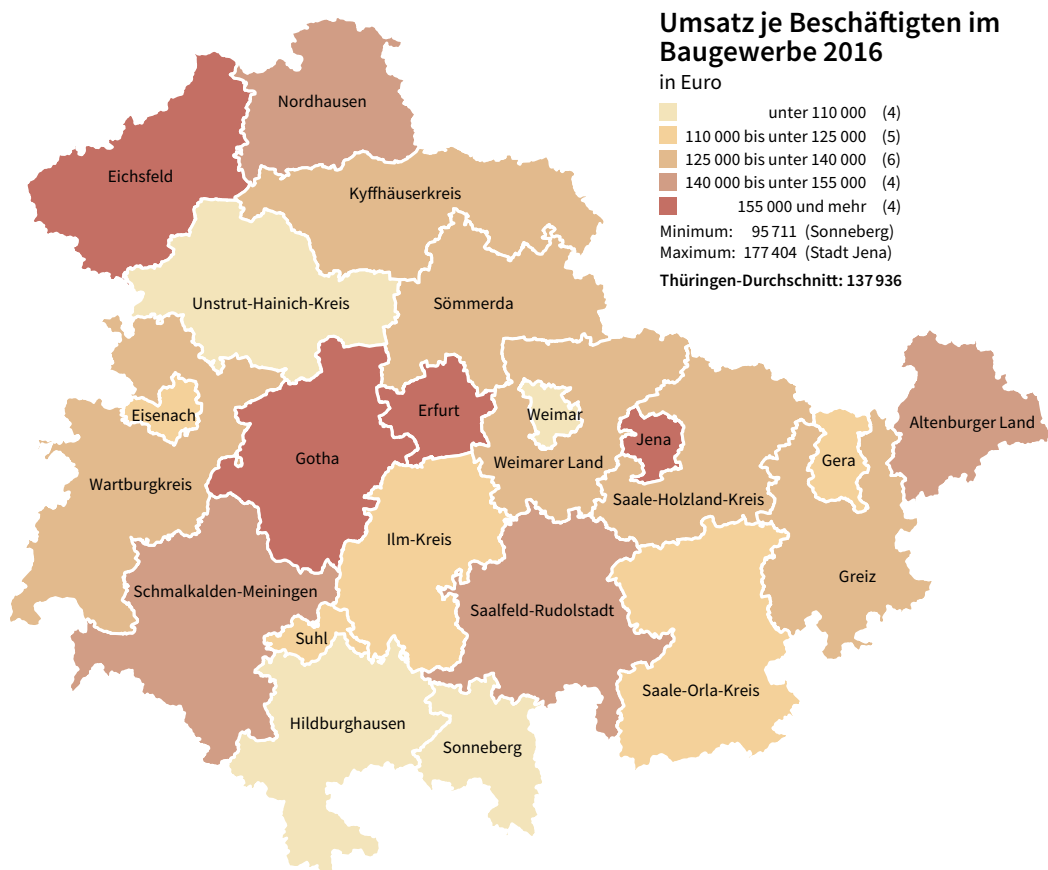 Umsatz je Beschäftigten im
Baugewerbe 2016
in Euro
unter 110 000 (4)
110 000 bis unter 125 000 (5)
125 000 bis unter 140 000 (6)
140 000 bis unter 155 000 (4)
155 000 und mehr (4)
Minimum: 95 711 (Sonneberg)
Maximum: 177 404 (Stadt Jena)
Thüringen-Durchschnitt: 137 936
Nordhausen
Eichsfeld
Kyffhäuserkreis
Unstrut-Hainich-Kreis
Sömmerda
Eisenach
Erfurt
Weimar
Altenburger Land
Jena
Gotha
Weimarer Land
Gera
Wartburgkreis
Saale-Holzland-Kreis
Ilm-Kreis
Greiz
Schmalkalden-Meiningen
Saalfeld-Rudolstadt
Suhl
Saale-Orla-Kreis
Hildburghausen
Sonneberg